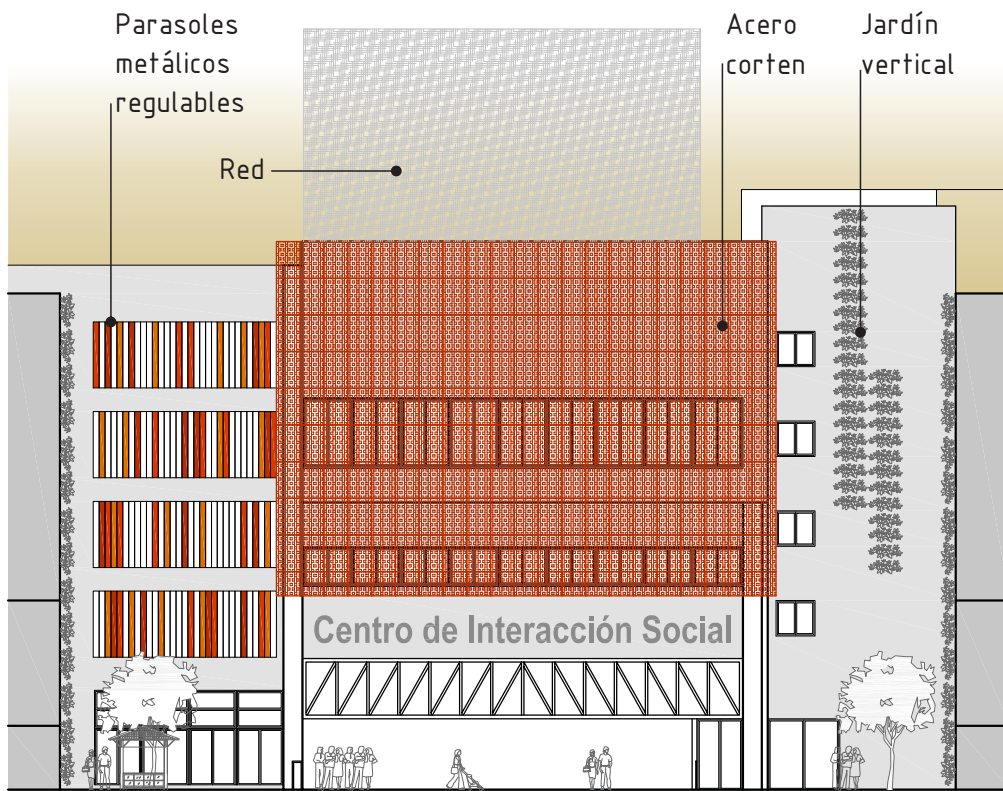 Parasoles
metálicos
regulables
Red
Acero
corten
Jardín
vertical
Centro de Interacción Social